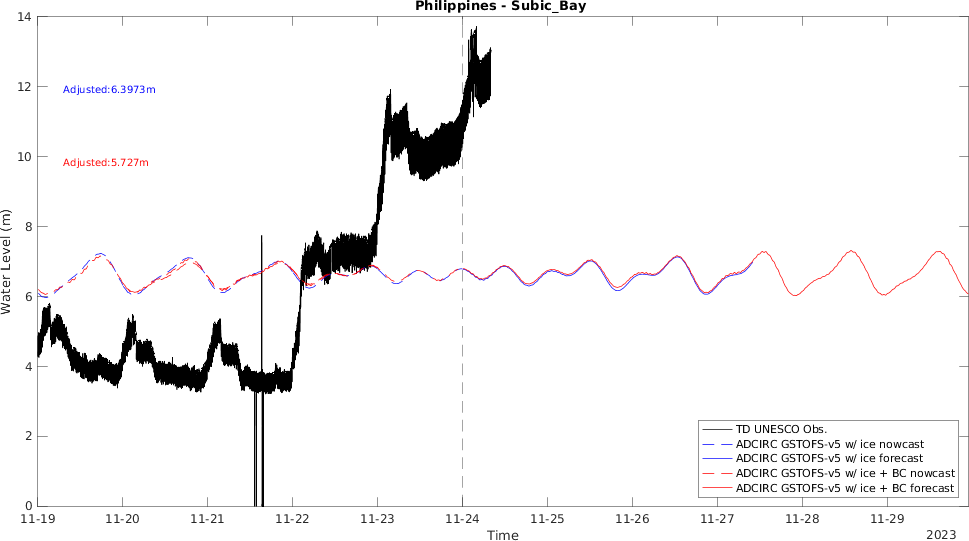 Philippines - Subic_Bay
14
12
10
8
6
4
2
0
Water Level (m)
Adjusted:6.3973m
Adjusted:5.727m
TD UNESCO Obs.
ADCIRC GSTOFS-v5 w/ ice nowcast
ADCIRC GSTOFS-v5 w/ ice forecast
ADCIRC GSTOFS-v5 w/ ice + BC nowcast
ADCIRC GSTOFS-v5 w/ ice + BC forecast
11-19 11-20 11-21 11-22 11-23 11-24 11-25 11-26 11-27 11-28 11-29
Time
2023